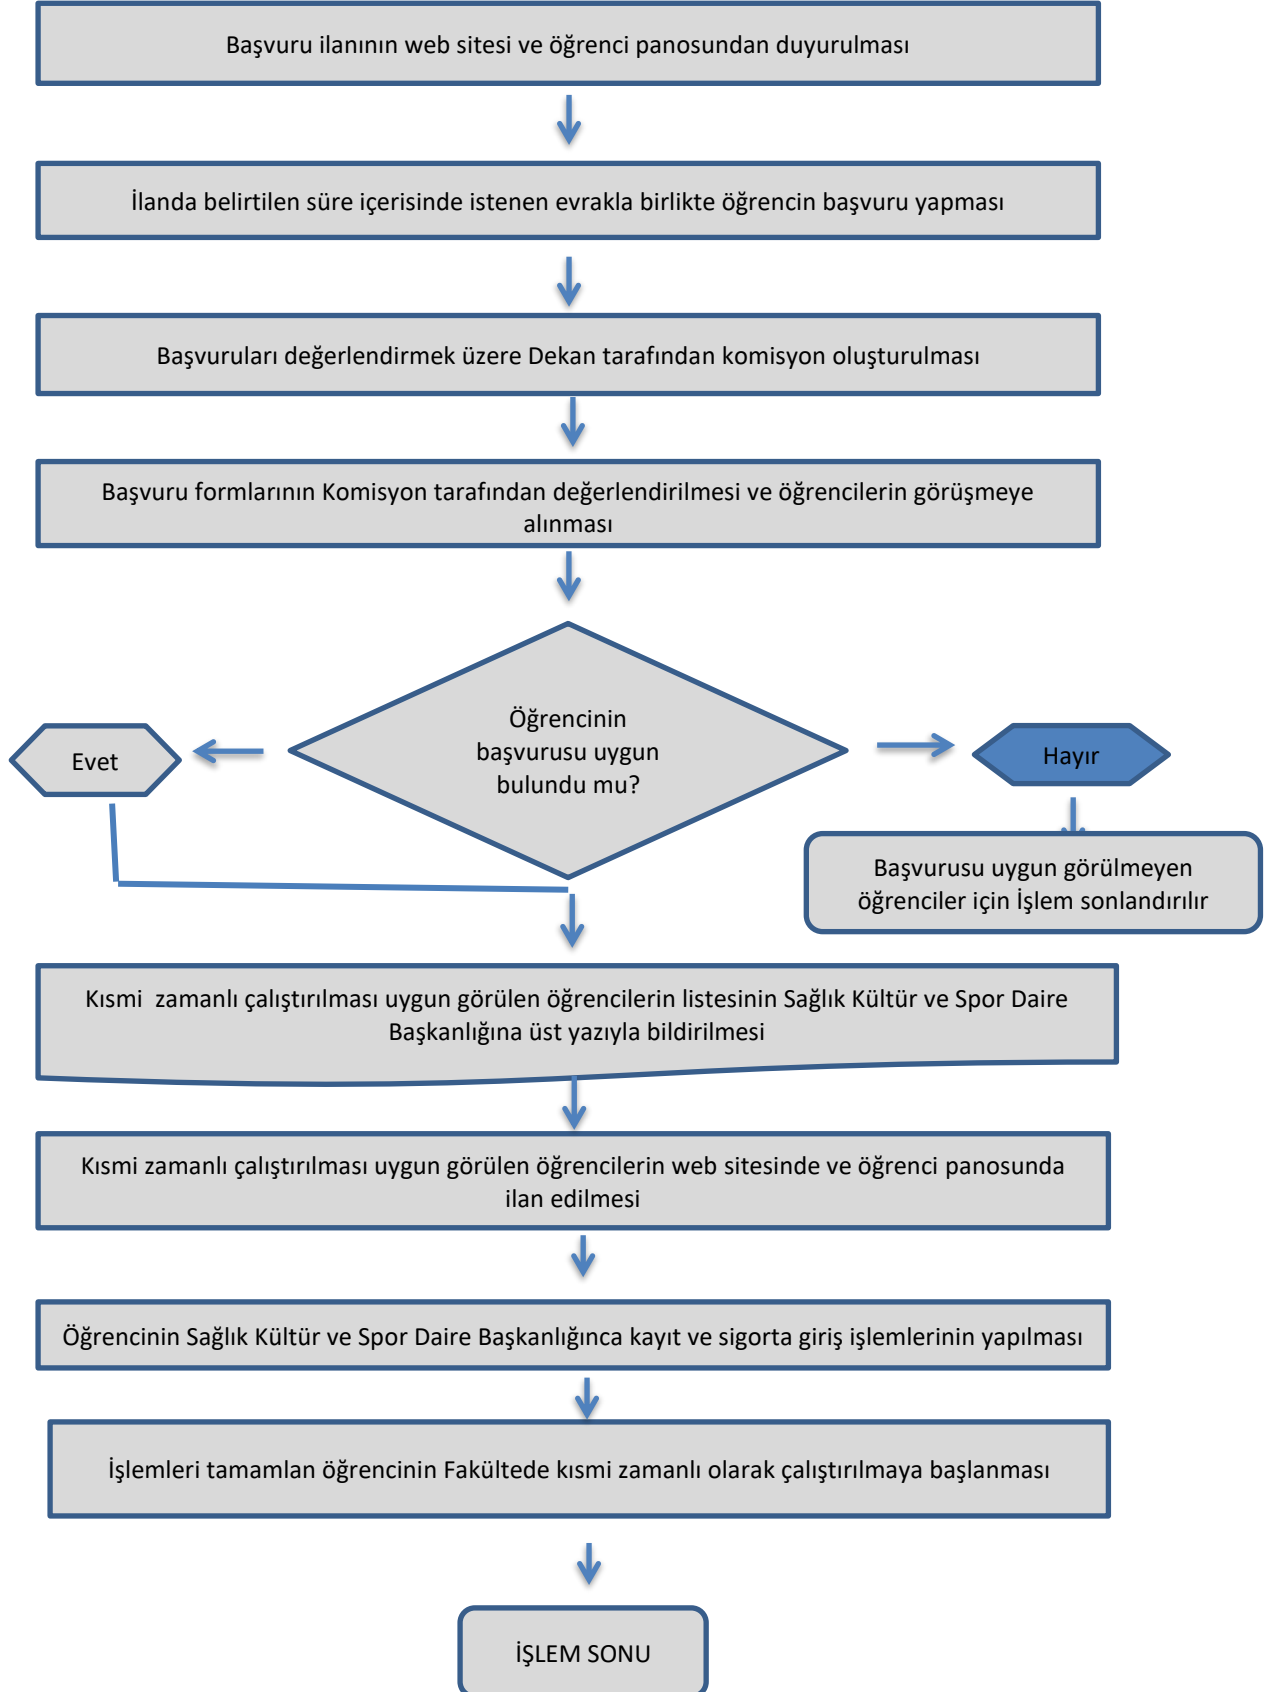 Başvuru ilanının web sitesi ve öğrenci panosundan duyurulması
İlanda belirtilen süre içerisinde istenen evrakla birlikte öğrencin başvuru yapması
Başvuruları değerlendirmek üzere Dekan tarafından komisyon oluşturulması
Başvuru formlarının Komisyon tarafından değerlendirilmesi ve öğrencilerin görüşmeye
alınması
Öğrencinin
başvurusu uygun
bulundu mu?
Evet
Hayır
Başvurusu uygun görülmeyen
öğrenciler için İşlem sonlandırılır
Kısmi  zamanlı çalıştırılması uygun görülen öğrencilerin listesinin Sağlık Kültür ve Spor Daire
Başkanlığına üst yazıyla bildirilmesi
Kısmi zamanlı çalıştırılması uygun görülen öğrencilerin web sitesinde ve öğrenci panosunda
ilan edilmesi
Öğrencinin Sağlık Kültür ve Spor Daire Başkanlığınca kayıt ve sigorta giriş işlemlerinin yapılması
İşlemleri tamamlan öğrencinin Fakültede kısmi zamanlı olarak çalıştırılmaya başlanması
İŞLEM SONU